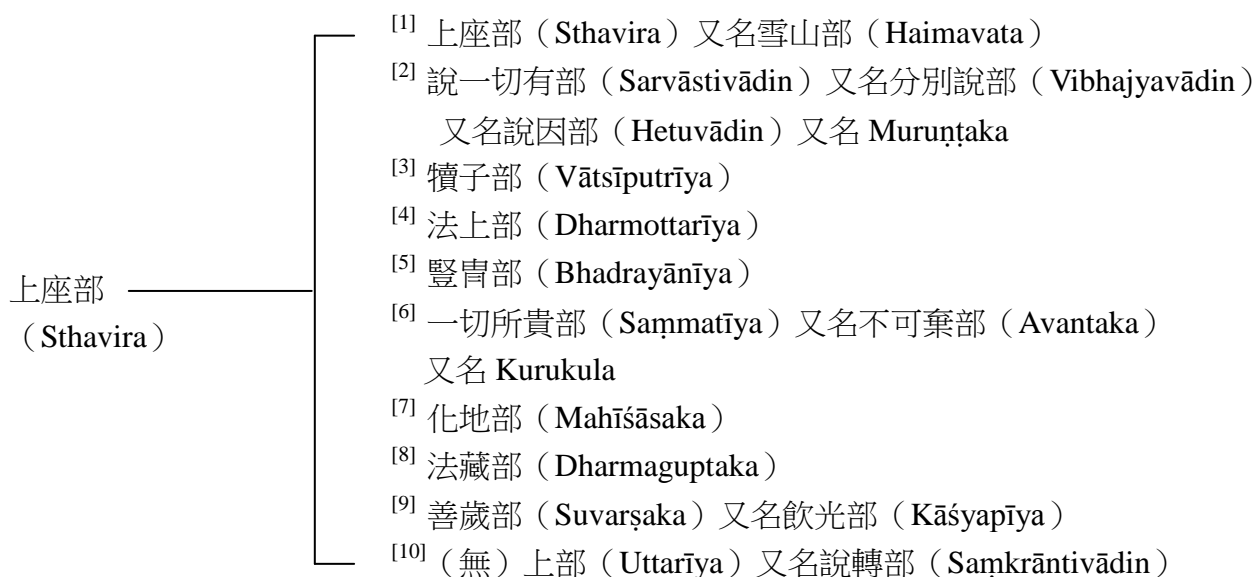 [1] 上座部（Sthavira）又名雪山部（Haimavata）
[2] 說一切有部（Sarvāstivādin）又名分別說部（Vibhajyavādin）
又名說因部（Hetuvādin）又名 Muruṇṭaka
[3] 犢子部（Vātsīputrīya）
[4] 法上部（Dharmottarīya）
[5] 豎冑部（Bhadrayānīya）
上座部
（Sthavira）
[6] 一切所貴部（Saṃmatīya）又名不可棄部（Avantaka）
又名 Kurukula
[7] 化地部（Mahīśāsaka）
[8] 法藏部（Dharmaguptaka）
[9] 善歲部（Suvarṣaka）又名飲光部（Kāśyapīya）
[10]（無）上部（Uttarīya）又名說轉部（Saṃkrāntivādin）